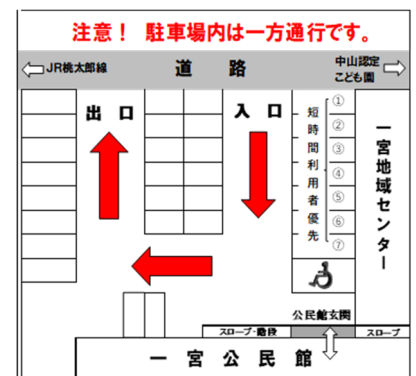 注意！ 駐車場内は一方通行です。
JR桃太郎線
道 路
中山認定
こども園
出 口
入 口
短時間利用者優先
①
②
③
④
⑤
⑥
⑦
一宮地域センター
公民館玄関
スロープ・階段
スロープ
一 宮 公 民 館